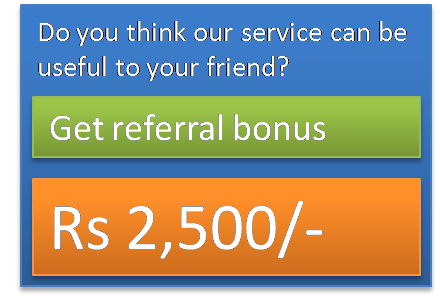 Do you think our service can be
useful to your friend?
Get referral bonus
Rs 2,500/-